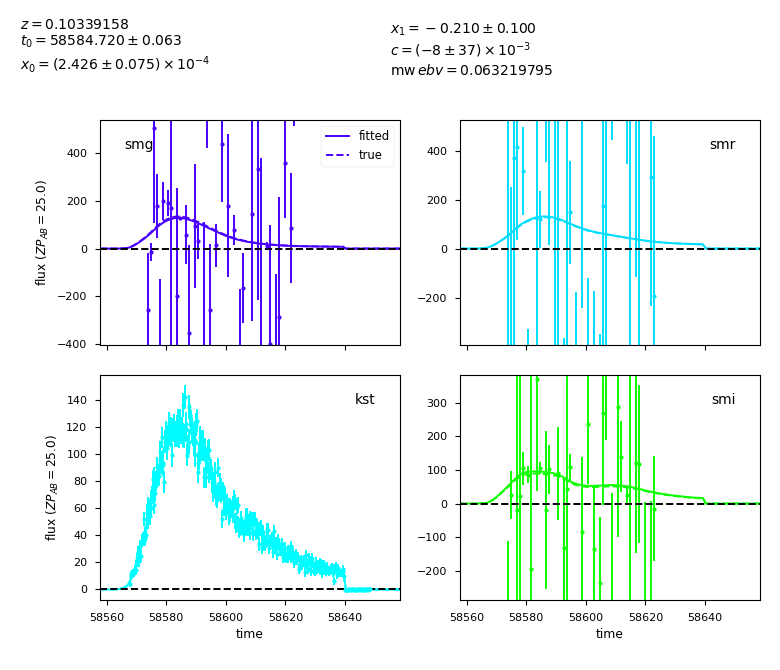 z = 0.10339158
t₀ = 58584.720 ± 0.063
x₀ = (2.426 ± 0.075) × 10⁻⁴
x₁ = −0.210 ± 0.100
c = (−8 ± 37) × 10⁻³
mw ebv = 0.063219795
smg
fitted
true
400
200
0
−200
−400
flux (ZP_AB = 25.0)
smr
400
200
0
−200
kst
140
120
100
80
60
40
20
0
flux (ZP_AB = 25.0)
58560 58580 58600 58620 58640
time
smi
300
200
100
0
−100
−200
58560 58580 58600 58620 58640
time